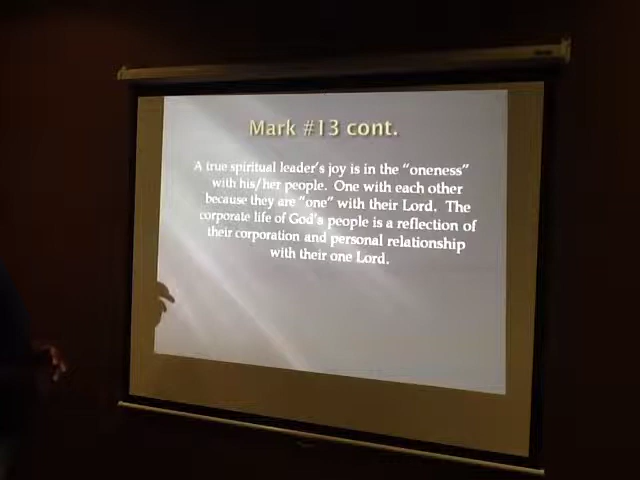 Mark #13 cont.
A true spiritual leader's joy is in the "oneness"
with his/her people. One with each other
because they are "one" with their Lord. The
corporate life of God's people is a reflection of
their corporation and personal relationship
with their one Lord.